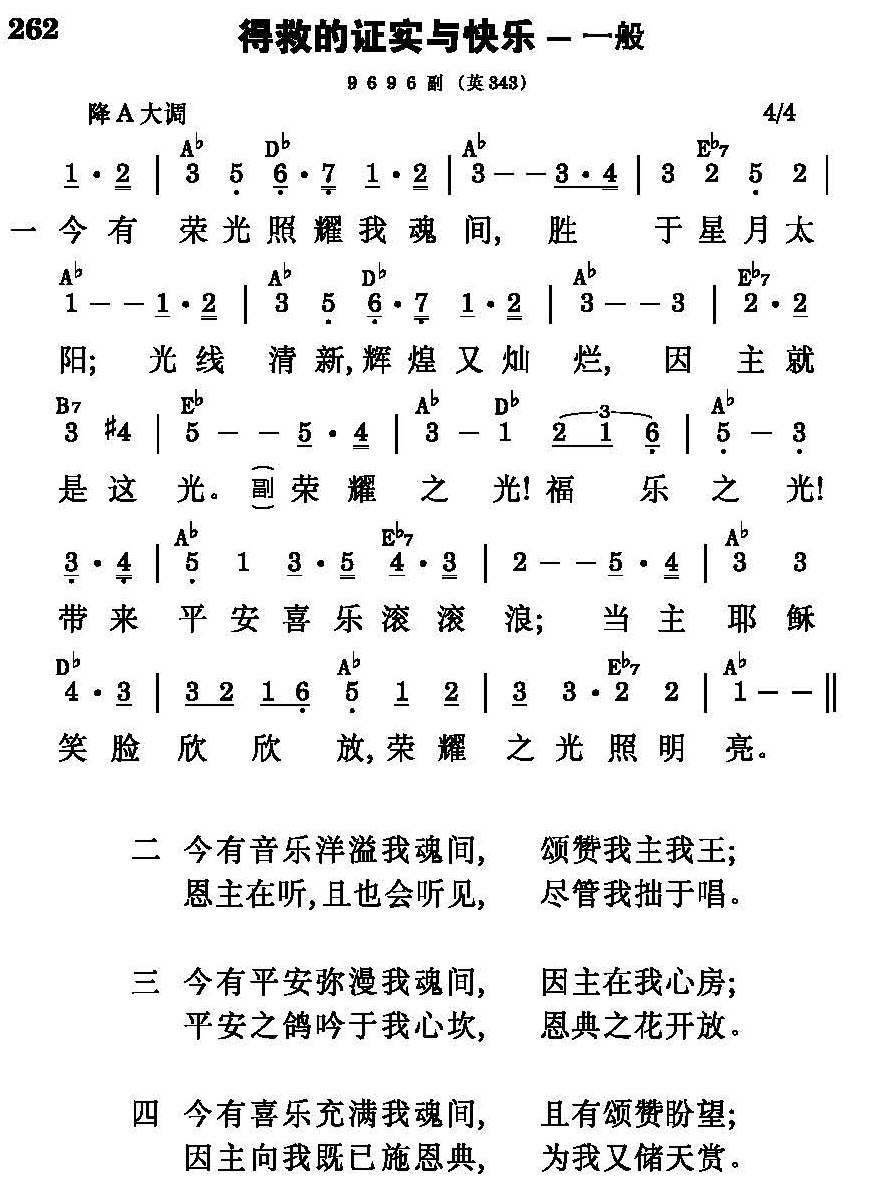 262
得救的证实与快乐 — 一般
9 6 9 6 副 (英343)
降A大调 4/4
A♭ D♭ A♭ E♭7
1 · 2 | 3 5 6 · 7 1 · 2 | 3 - - 3 · 4 | 3 2 5 2 |
一 今有荣光照耀我魂间, 胜于星月太
A♭ A♭ D♭ A♭ E♭7
1 - - 1 · 2 | 3 5 6 · 7 1 · 2 | 3 - - 3 | 2 · 2
阳; 光线清新,辉煌又灿烂, 因主就
B7 E♭ A♭ D♭ A♭
3 ♯4 | 5 - - 5 · 4 | 3 - 1 3 2 1 6 | 5 - 3
是这光。(副)荣耀之光!福乐之光!
A♭ E♭7 A♭
3 · 4 | 5 1 3 · 5 4 · 3 | 2 - - 5 · 4 | 3 3
带来平安喜乐滚滚浪; 当主耶稣
D♭ A♭ E♭7 A♭
4 · 3 | 3 2 1 6 5 1 2 | 3 3 · 2 2 | 1 - - ‖
笑脸欣欣放,荣耀之光照明亮。
二 今有音乐洋溢我魂间, 颂赞我主我王;
恩主在听,且也会听见, 尽管我拙于唱。
三 今有平安弥漫我魂间, 因主在我心房;
平安之鸽吟于我心坎, 恩典之花开放。
四 今有喜乐充满我魂间, 且有颂赞盼望;
因主向我既已施恩典, 为我又储天赏。